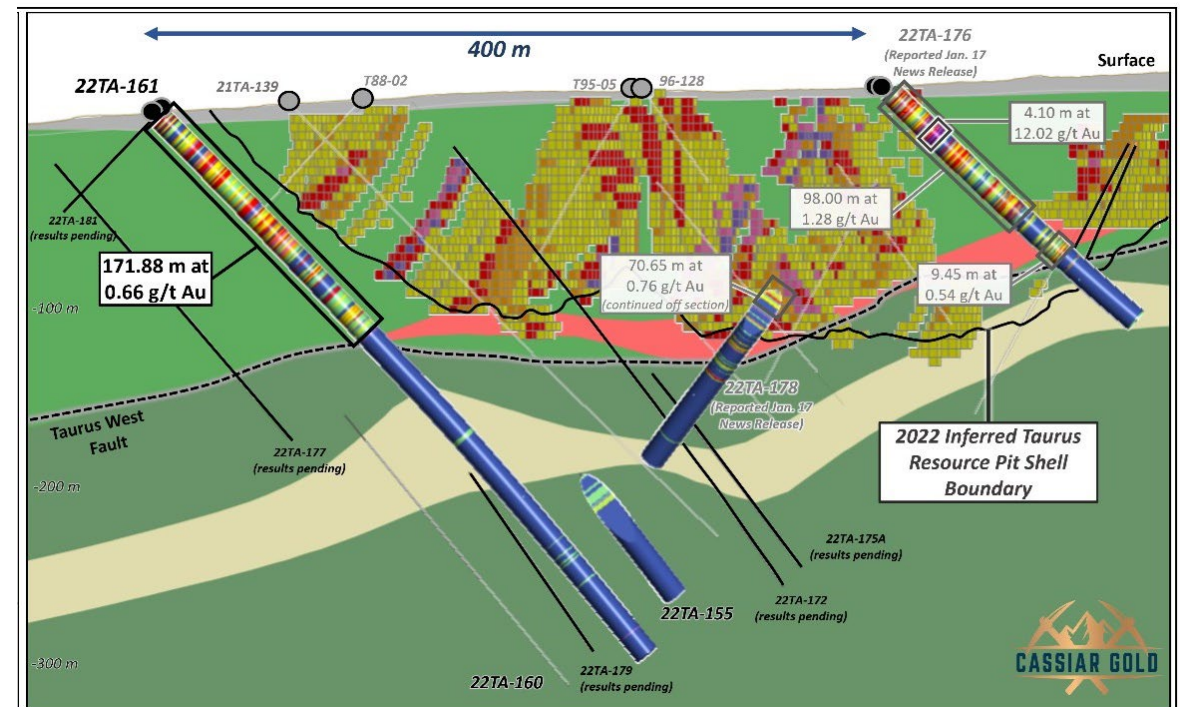 400 m
22TA-176
(Reported Jan. 17
News Release)
Surface
22TA-161
21TA-139
T88-02
T95-05
96-128
4.10 m at
12.02 g/t Au
98.00 m at
1.28 g/t Au
22TA-181
(results pending)
171.88 m at
0.66 g/t Au
70.65 m at
0.76 g/t Au
(continued off section)
9.45 m at
0.54 g/t Au
-100 m
22TA-178
(Reported Jan. 17
News Release)
Taurus West
Fault
2022 Inferred Taurus
Resource Pit Shell
Boundary
22TA-177
(results pending)
-200 m
22TA-175A
(results pending)
22TA-172
(results pending)
22TA-155
-300 m
22TA-160
22TA-179
(results pending)
CASSIAR GOLD